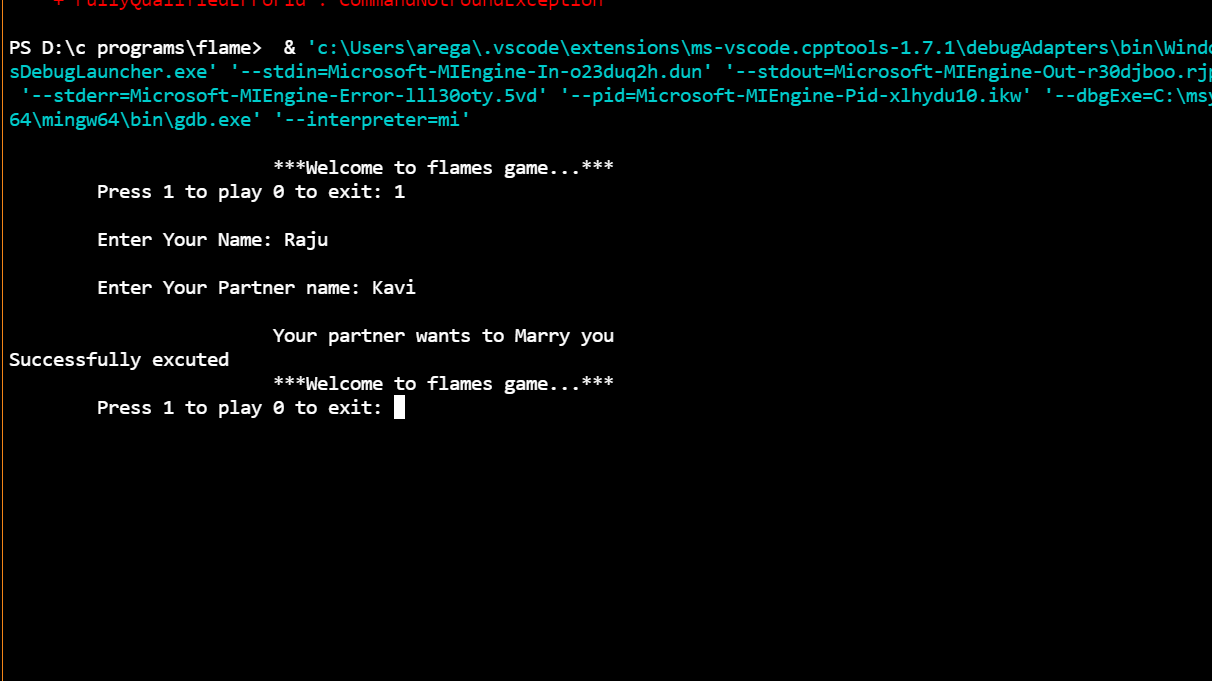 + FullyQualifiedErrorId : CommandNotFoundException
PS D:\c programs\flame>  & 'c:\Users\arega\.vscode\extensions\ms-vscode.cpptools-1.7.1\debugAdapters\bin\Windo
sDebugLauncher.exe' '--stdin=Microsoft-MIEngine-In-o23duq2h.dun' '--stdout=Microsoft-MIEngine-Out-r30djboo.rjp
'--stderr=Microsoft-MIEngine-Error-lll30oty.5vd' '--pid=Microsoft-MIEngine-Pid-xlhydu10.ikw' '--dbgExe=C:\msy
64\mingw64\bin\gdb.exe' '--interpreter=mi'
***Welcome to flames game...***
Press 1 to play 0 to exit: 1
Enter Your Name: Raju
Enter Your Partner name: Kavi
Your partner wants to Marry you
Successfully excuted
***Welcome to flames game...***
Press 1 to play 0 to exit: